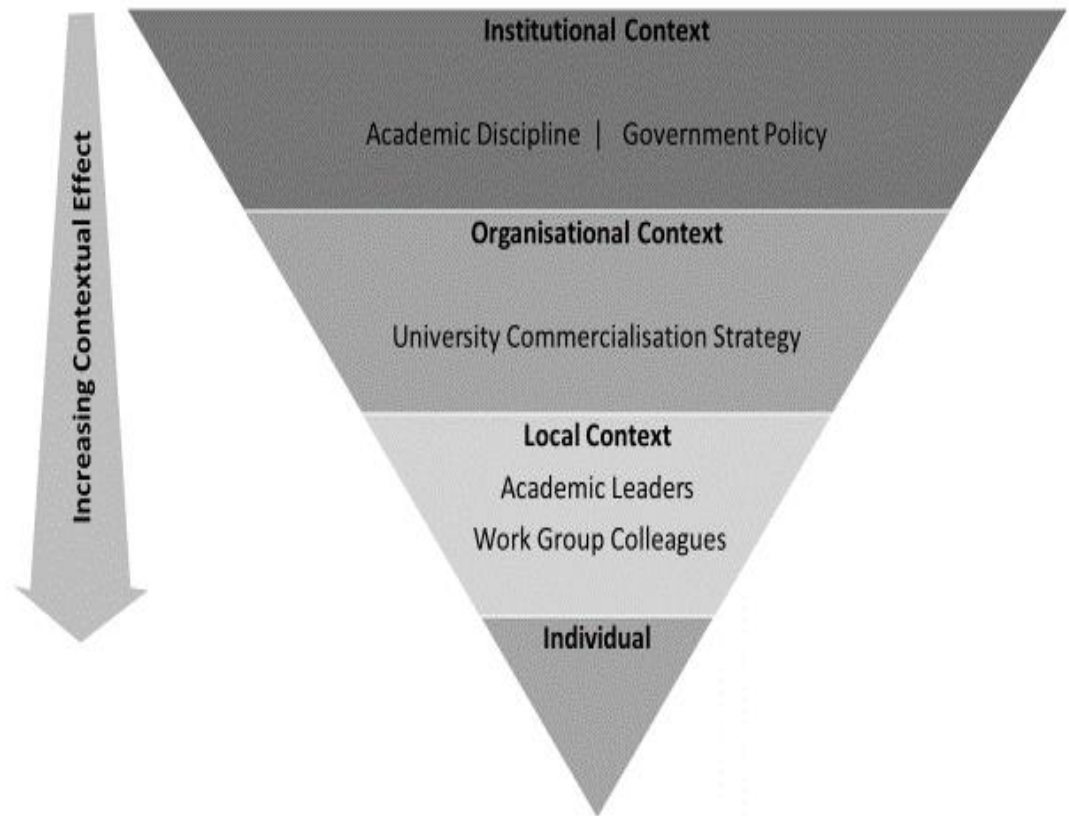 Increasing Contextual Effect
Institutional Context
Academic Discipline | Government Policy
Organisational Context
University Commercialisation Strategy
Local Context
Academic Leaders
Work Group Colleagues
Individual